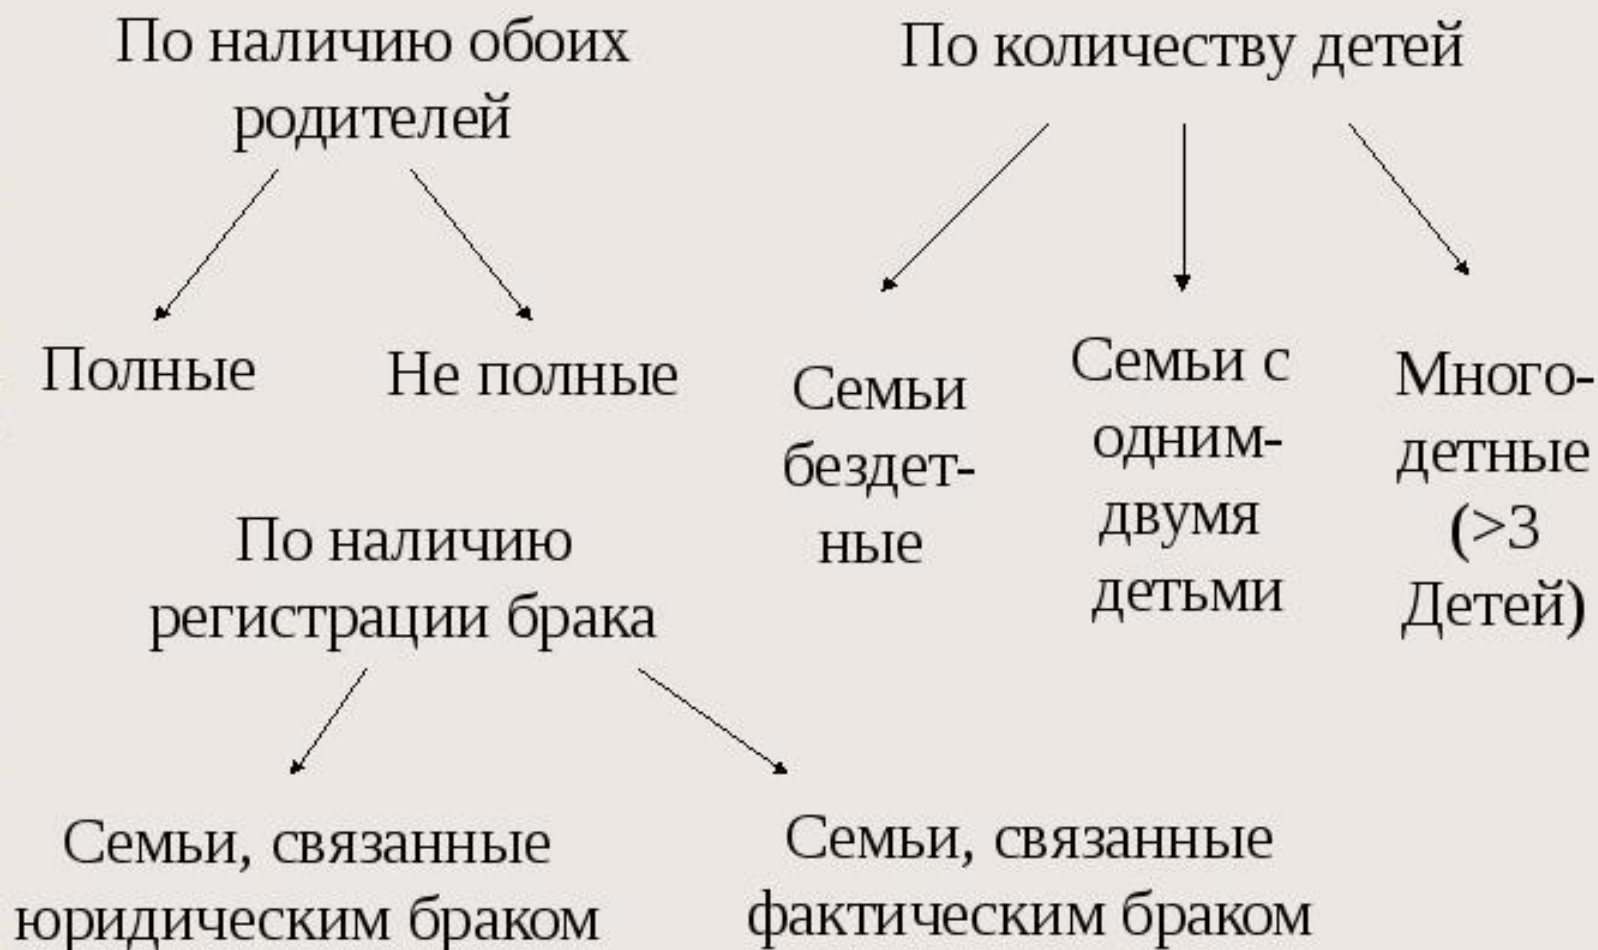 По наличию обоих
родителей
Полные
Не полные
По количеству детей
Семьи
бездет-
ные
Семьи с
одним-
двумя
детьми
Много-
детные
(>3
Детей)
По наличию
регистрации брака
Семьи, связанные
юридическим браком
Семьи, связанные
фактическим браком